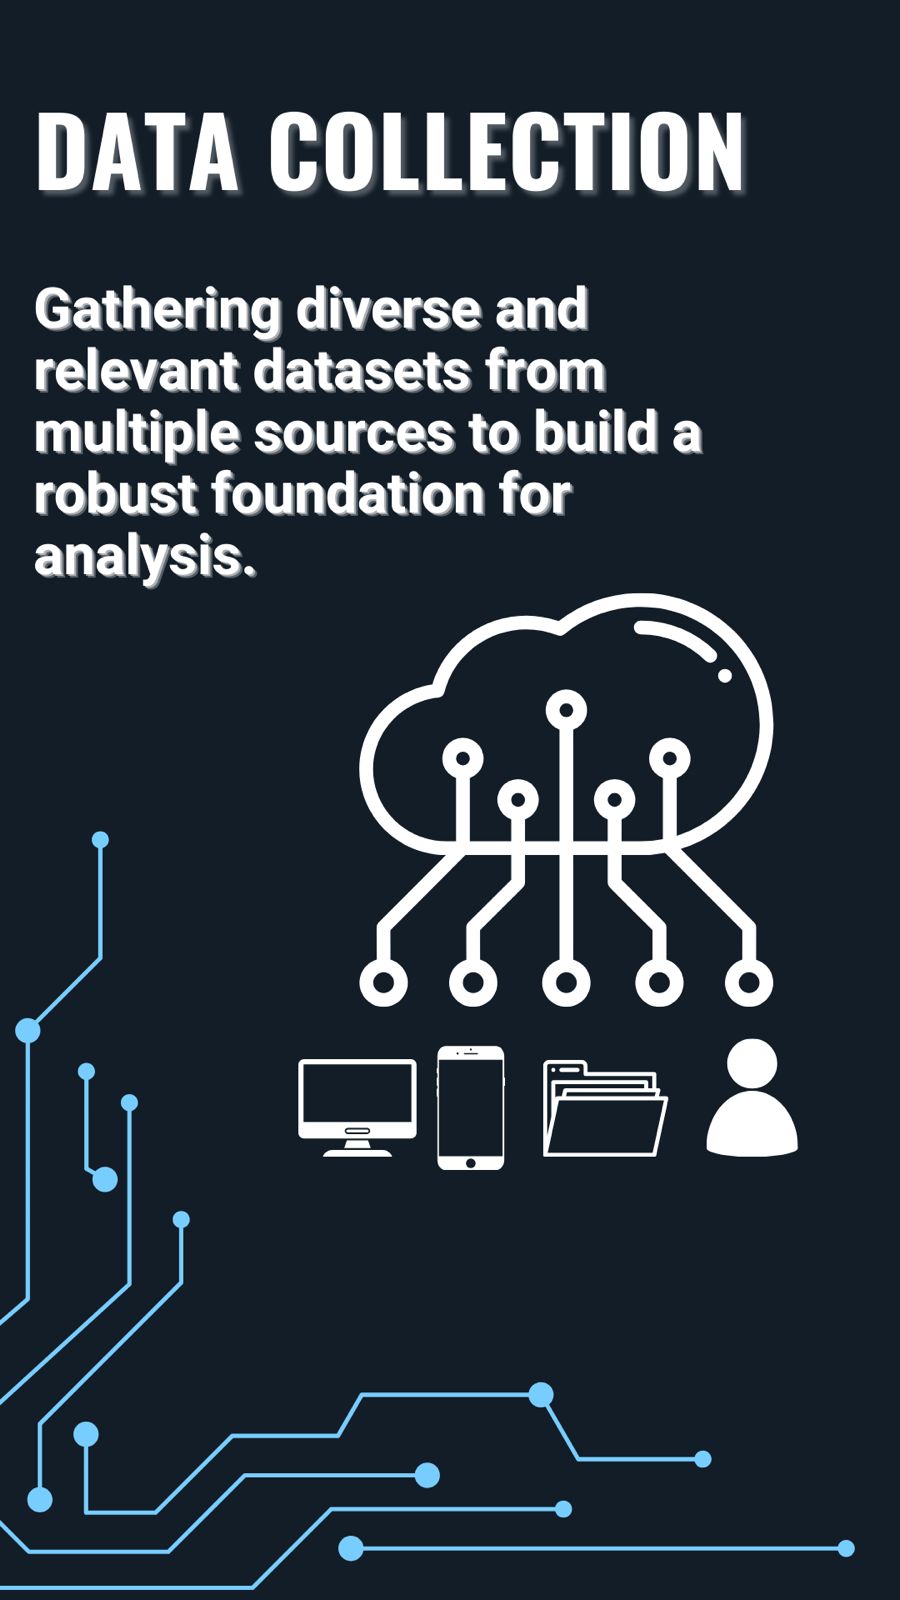 DATA COLLECTION
Gathering diverse and
relevant datasets from
multiple sources to build a
robust foundation for
analysis.